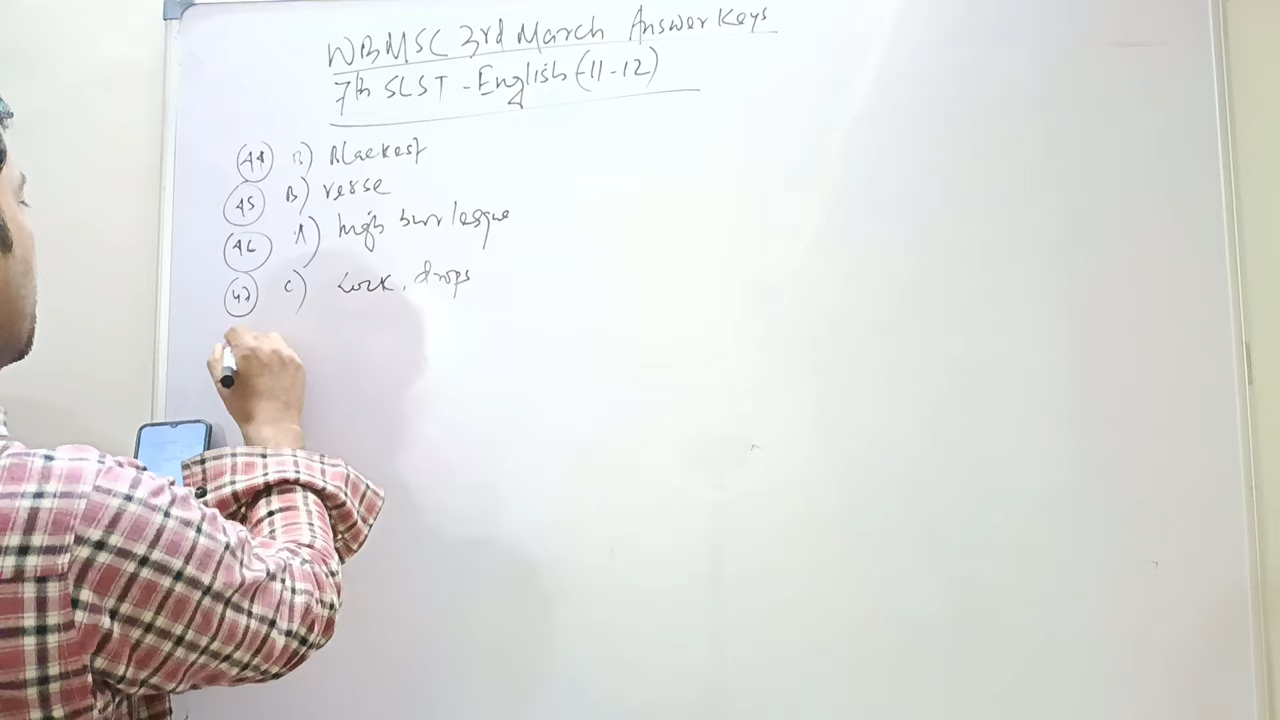 WBMSC 3rd March Answer Keys
7th SLST - English (11-12)
44 B) Blackest
45 B) verse
46 A) high burlesque
47 C) Lock, drops